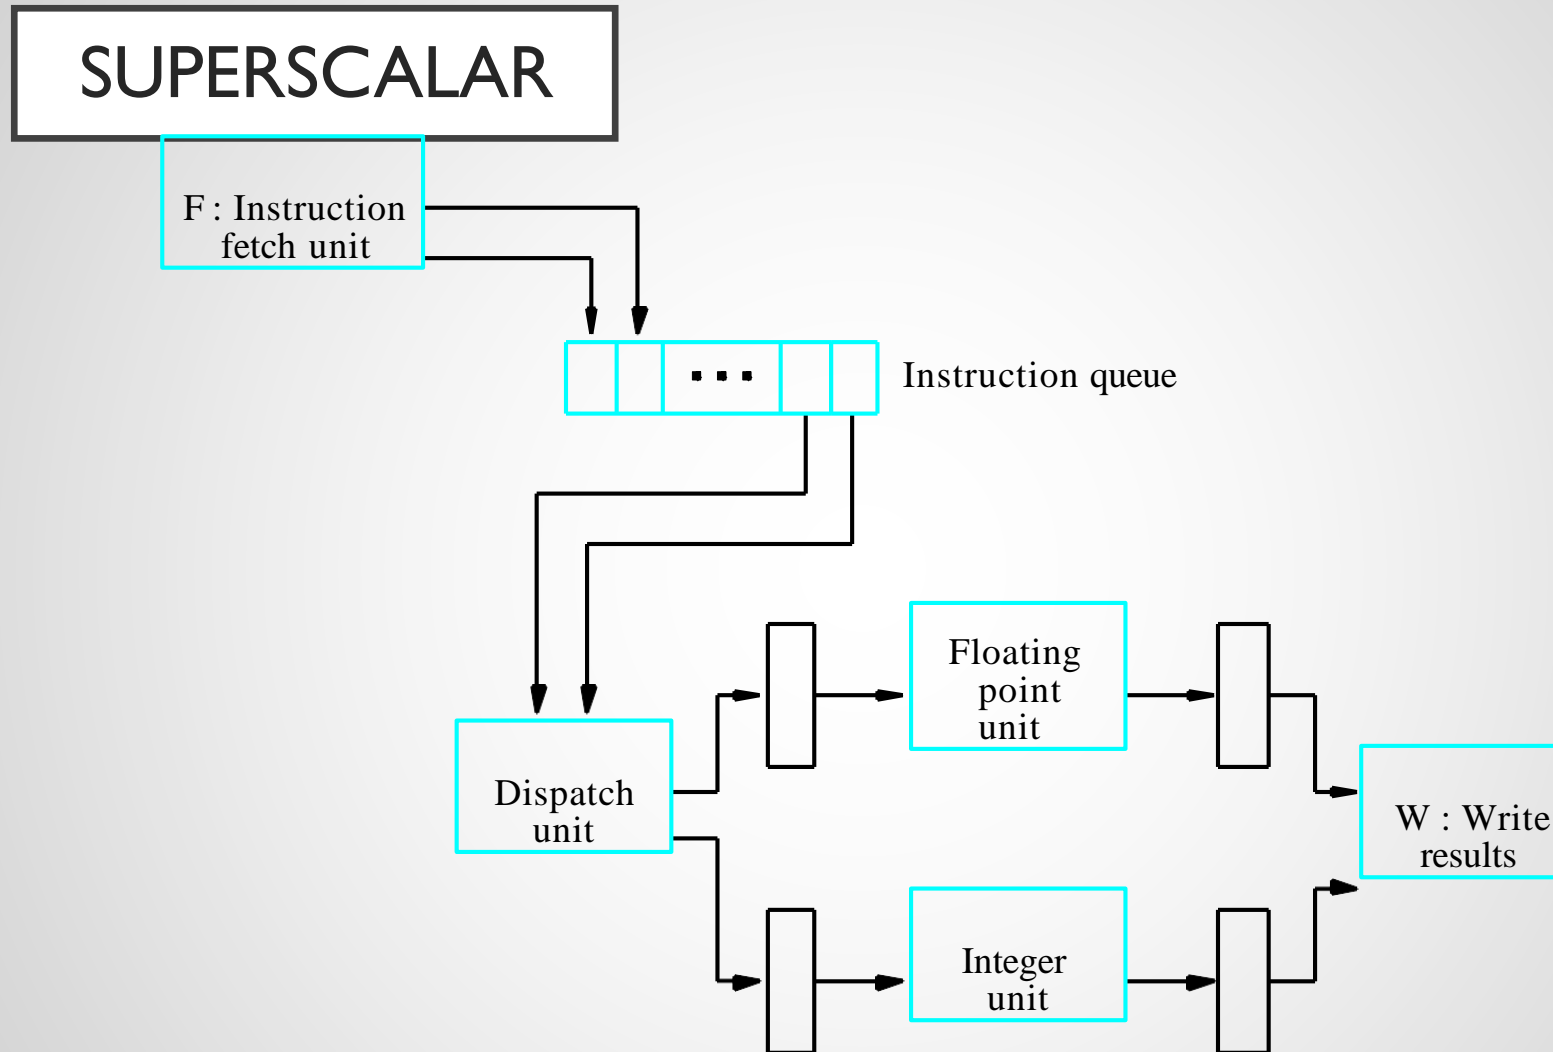 SUPERSCALAR
F : Instruction
fetch unit
Instruction queue
Floating
point
unit
Dispatch
unit
W : Write
results
Integer
unit